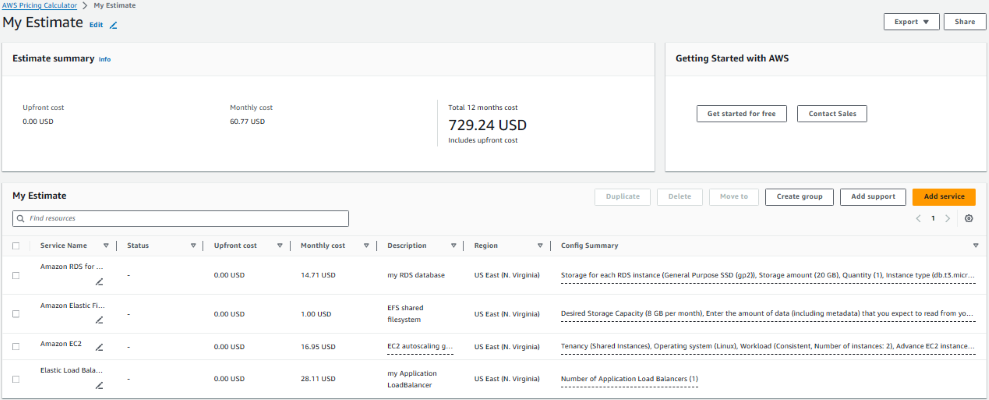 AWS Pricing Calculator > My Estimate
My Estimate Edit
Export ▼ Share
Estimate summary Info
Getting Started with AWS
Upfront cost
0.00 USD
Monthly cost
60.77 USD
Total 12 months cost
729.24 USD
Includes upfront cost
Get started for free Contact Sales
My Estimate
Duplicate Delete Move to Create group Add support Add service
Find resources
1
Service Name Status Upfront cost Monthly cost Description Region Config Summary
Amazon RDS for ... - 0.00 USD 14.71 USD my RDS database US East (N. Virginia) Storage for each RDS instance (General Purpose SSD (gp2)), Storage amount (20 GB), Quantity (1), Instance type (db.t3.micr...
Amazon Elastic Fi... - 0.00 USD 1.00 USD EFS shared
filesystem
US East (N. Virginia) Desired Storage Capacity (8 GB per month), Enter the amount of data (including metadata) that you expect to read from yo...
Amazon EC2 - 0.00 USD 16.95 USD EC2 autoscaling g... US East (N. Virginia) Tenancy (Shared Instances), Operating system (Linux), Workload (Consistent, Number of instances: 2), Advance EC2 instance...
Elastic Load Bala... - 0.00 USD 28.11 USD my Application
LoadBalancer
US East (N. Virginia) Number of Application Load Balancers (1)